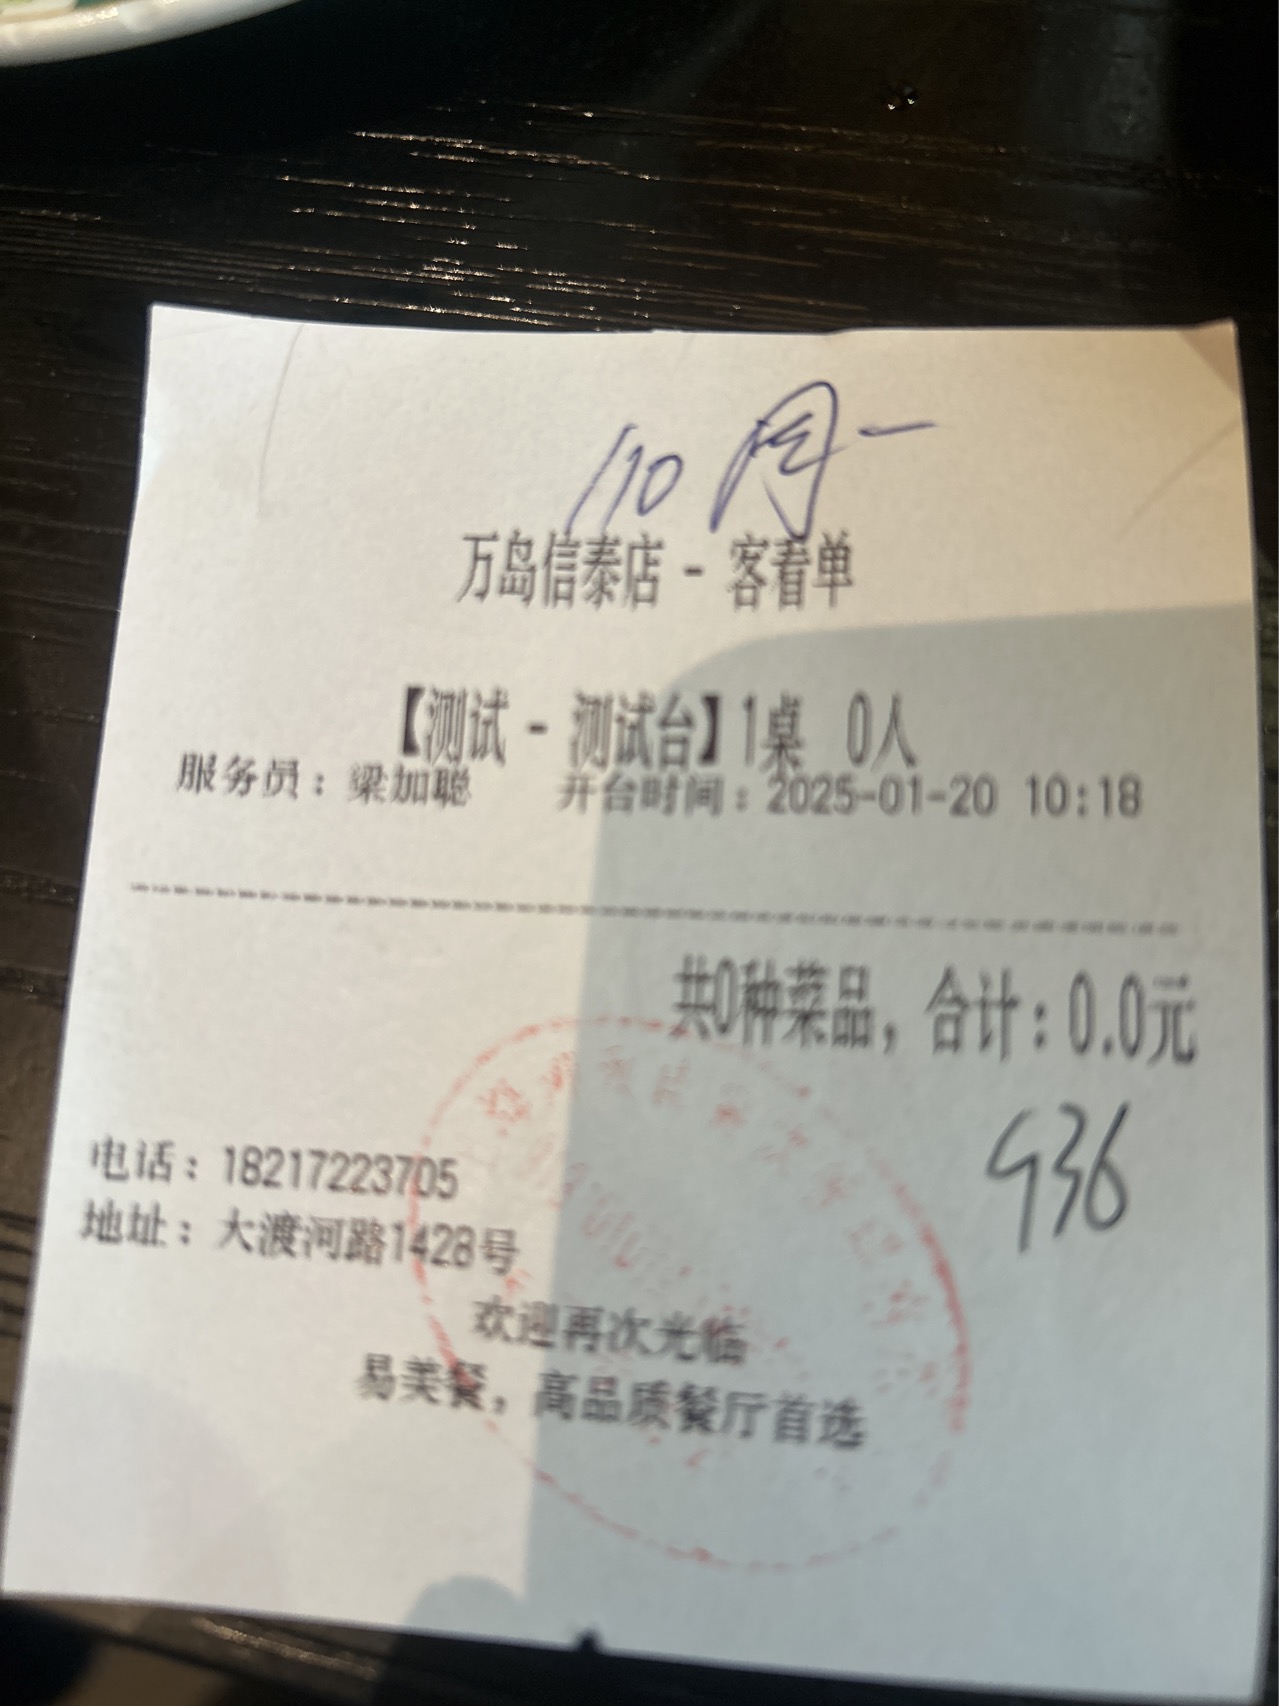 110 周一
万岛信泰店 - 客看单
【测试 - 测试台】1桌 0人
服务员：梁加聪 开台时间：2025-01-20 10:18
共0种菜品，合计：0.0元
936
电话：18217223705
地址：大渡河路1428号
欢迎再次光临
易美餐，高品质餐厅首选